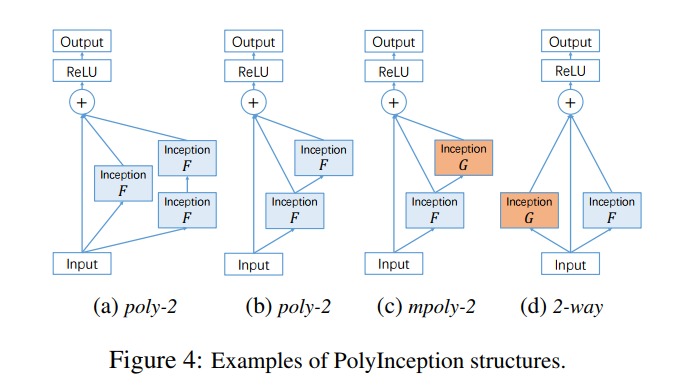 Output
ReLU
+
Inception
F
Inception
F
Inception
F
Input
(a) poly-2
Output
ReLU
+
Inception
F
Inception
F
Input
(b) poly-2
Output
ReLU
+
Inception
G
Inception
F
Input
(c) mpoly-2
Output
ReLU
+
Inception
G
Inception
F
Input
(d) 2-way
Figure 4: Examples of PolyInception structures.